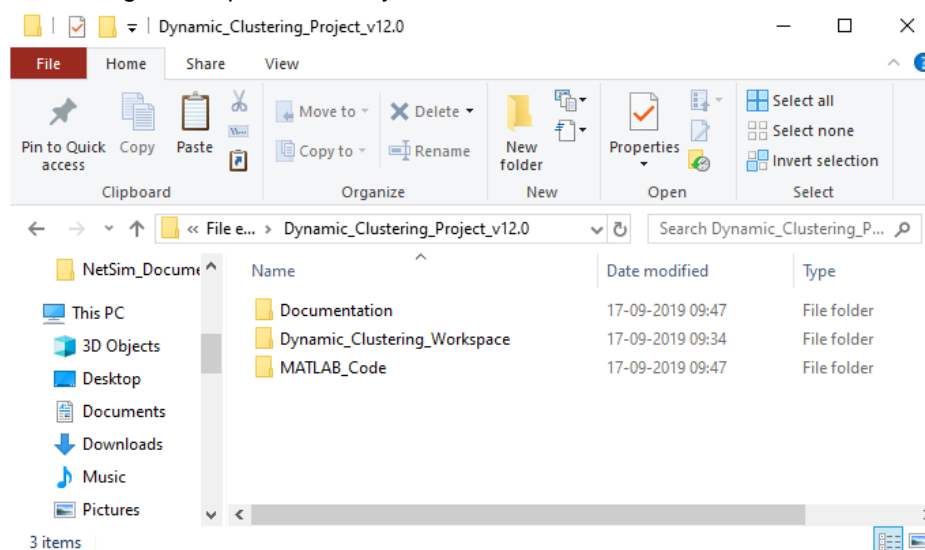 Dynamic_Clustering_Project_v12.0
File Home Share View
Pin to Quick access
Copy
Paste
Clipboard
Move to
Copy to
Delete
Rename
Organize
New folder
New
Properties
Open
Select all
Select none
Invert selection
Select
« File e... › Dynamic_Clustering_Project_v12.0
Search Dynamic_Clustering_P...
NetSim_Docume
This PC
3D Objects
Desktop
Documents
Downloads
Music
Pictures
Name Date modified Type
Documentation 17-09-2019 09:47 File folder
Dynamic_Clustering_Workspace 17-09-2019 09:34 File folder
MATLAB_Code 17-09-2019 09:47 File folder
3 items